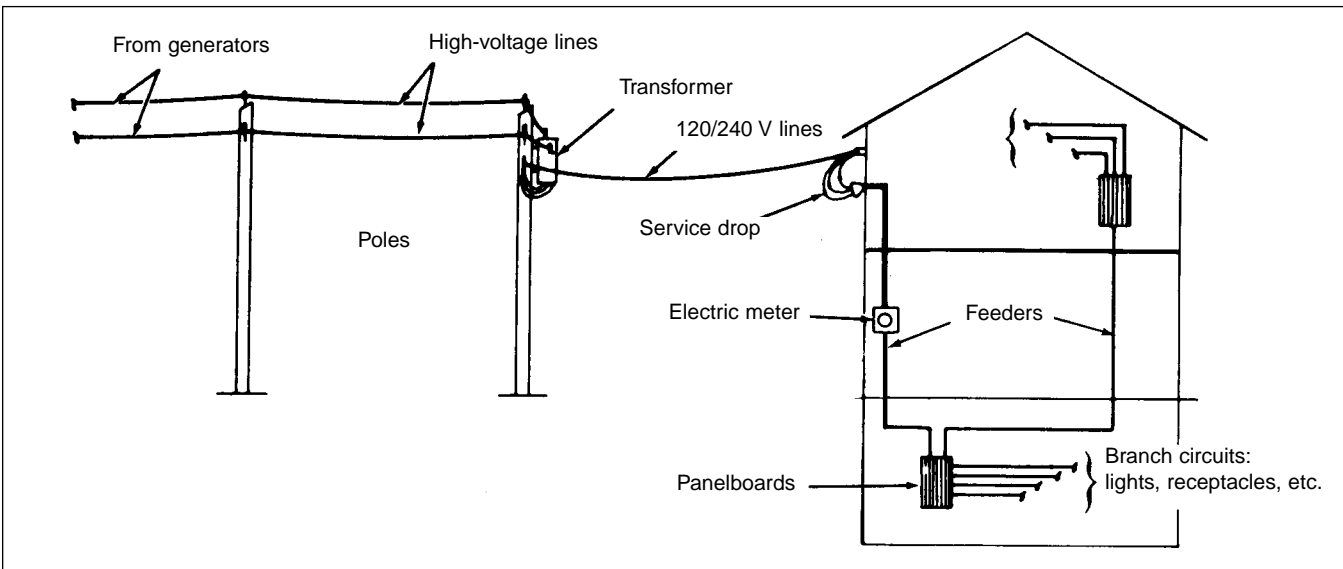 From generators
High-voltage lines
Transformer
120/240 V lines
Service drop
Poles
Electric meter
Feeders
Panelboards
Branch circuits:
lights, receptacles, etc.